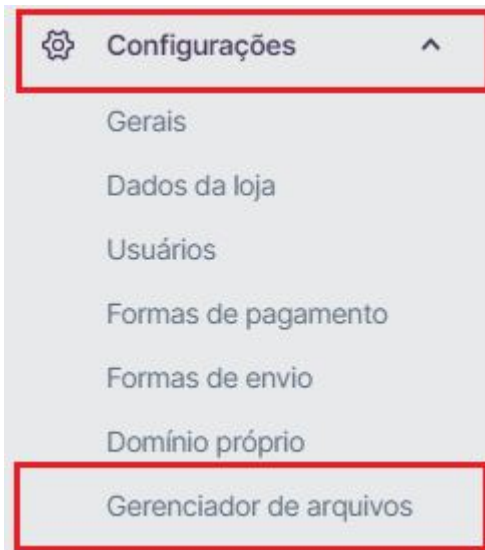 Configurações
Gerais
Dados da loja
Usuários
Formas de pagamento
Formas de envio
Domínio próprio
Gerenciador de arquivos